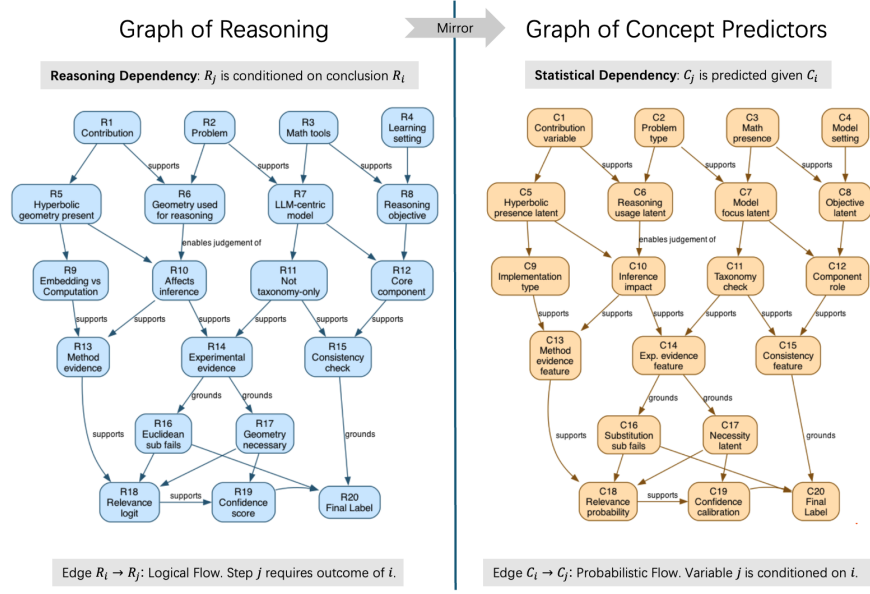 Graph of Reasoning
Mirror
Graph of Concept Predictors
Reasoning Dependency: Rj is conditioned on conclusion Ri
Statistical Dependency: Cj is predicted given Ci
R1
Contribution
R2
Problem
R3
Math tools
R4
Learning
setting
supports
supports
supports
R5
Hyperbolic
geometry present
R6
Geometry used
for reasoning
R7
LLM-centric
model
R8
Reasoning
objective
enables judgement of
R9
Embedding vs
Computation
R10
Affects
inference
R11
Not
taxonomy-only
R12
Core
component
supports
supports
supports
supports
supports
supports
R13
Method
evidence
R14
Experimental
evidence
R15
Consistency
check
grounds
grounds
R16
Euclidean
sub fails
R17
Geometry
necessary
supports
grounds
R18
Relevance
logit
supports
R19
Confidence
score
R20
Final Label
C1
Contribution
variable
C2
Problem
type
C3
Math
presence
C4
Model
setting
supports
supports
supports
C5
Hyperbolic
presence latent
C6
Reasoning
usage latent
C7
Model
focus latent
C8
Objective
latent
enables judgement of
C9
Implementation
type
C10
Inference
impact
C11
Taxonomy
check
C12
Component
role
supports
supports
supports
supports
supports
supports
C13
Method
evidence
feature
C14
Exp. evidence
feature
C15
Consistency
feature
grounds
grounds
C16
Substitution
sub fails
C17
Necessity
latent
supports
grounds
C18
Relevance
probability
supports
C19
Confidence
calibration
C20
Final
Label
Edge Ri → Rj: Logical Flow. Step j requires outcome of i.
Edge Ci → Cj: Probabilistic Flow. Variable j is conditioned on i.